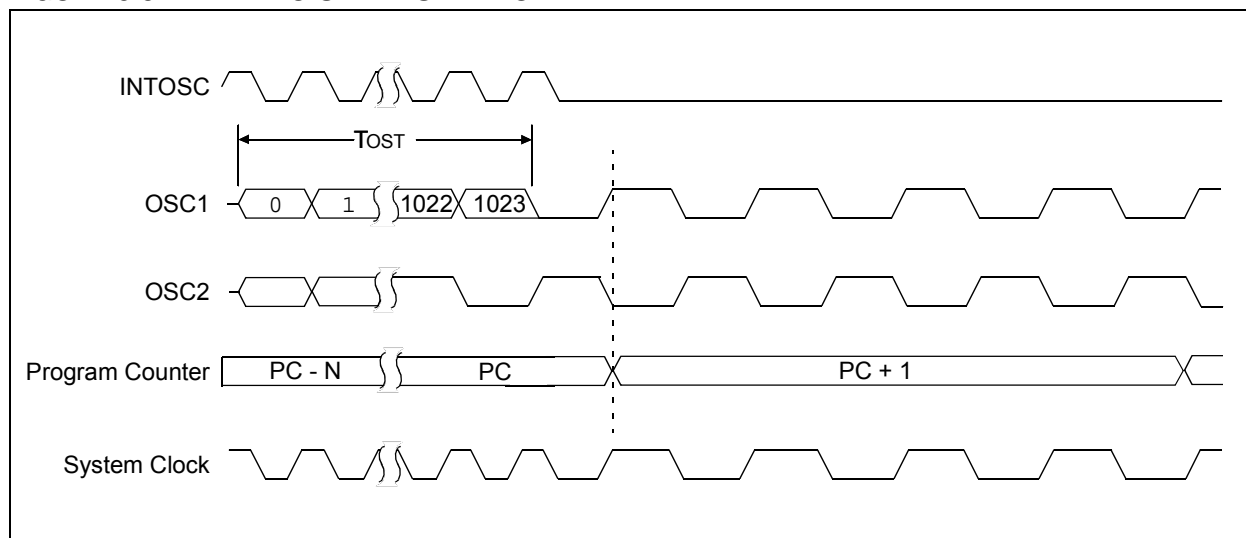 INTOSC
TOST
OSC1 0 1 1022 1023
OSC2
Program Counter PC - N PC PC + 1
System Clock